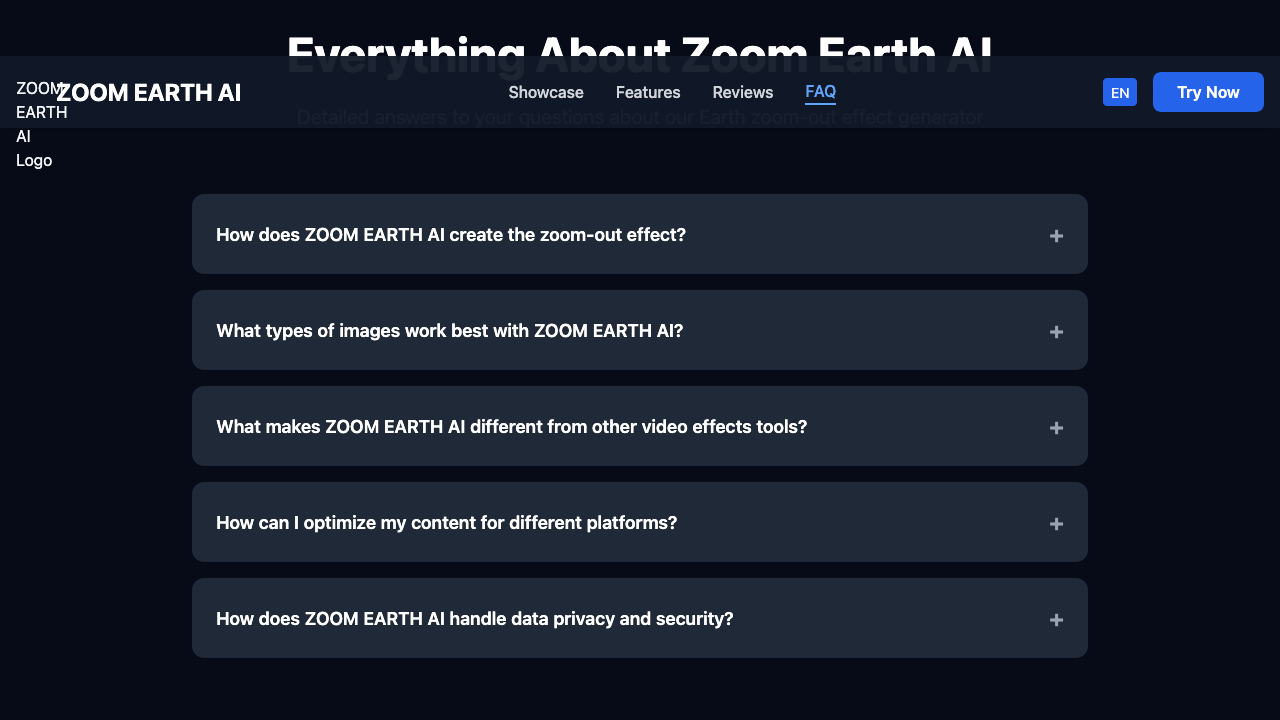 Everything About Zoom Earth AI
ZOOM
EARTH
AI
Logo
ZOOM EARTH AI
Showcase
Features
Reviews
FAQ
EN
Try Now
Detailed answers to your questions about our Earth zoom-out effect generator
How does ZOOM EARTH AI create the zoom-out effect?
+
What types of images work best with ZOOM EARTH AI?
+
What makes ZOOM EARTH AI different from other video effects tools?
+
How can I optimize my content for different platforms?
+
How does ZOOM EARTH AI handle data privacy and security?
+